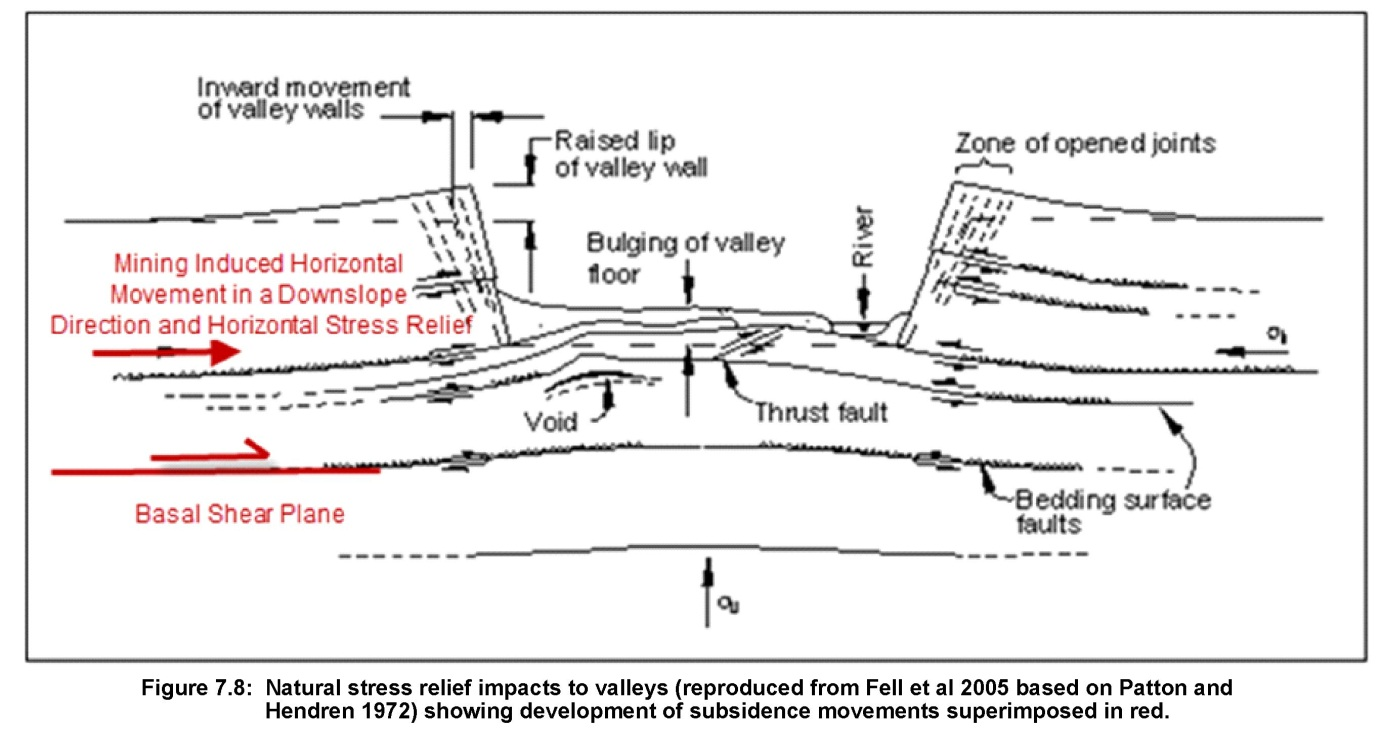 Inward movement
of valley walls
Raised lip
of valley wall
Zone of opened joints
Bulging of valley
floor
River
Mining Induced Horizontal
Movement in a Downslope
Direction and Horizontal Stress Relief
Void
Thrust fault
Basal Shear Plane
Bedding surface
faults
Figure 7.8: Natural stress relief impacts to valleys (reproduced from Fell et al 2005 based on Patton and
Hendren 1972) showing development of subsidence movements superimposed in red.